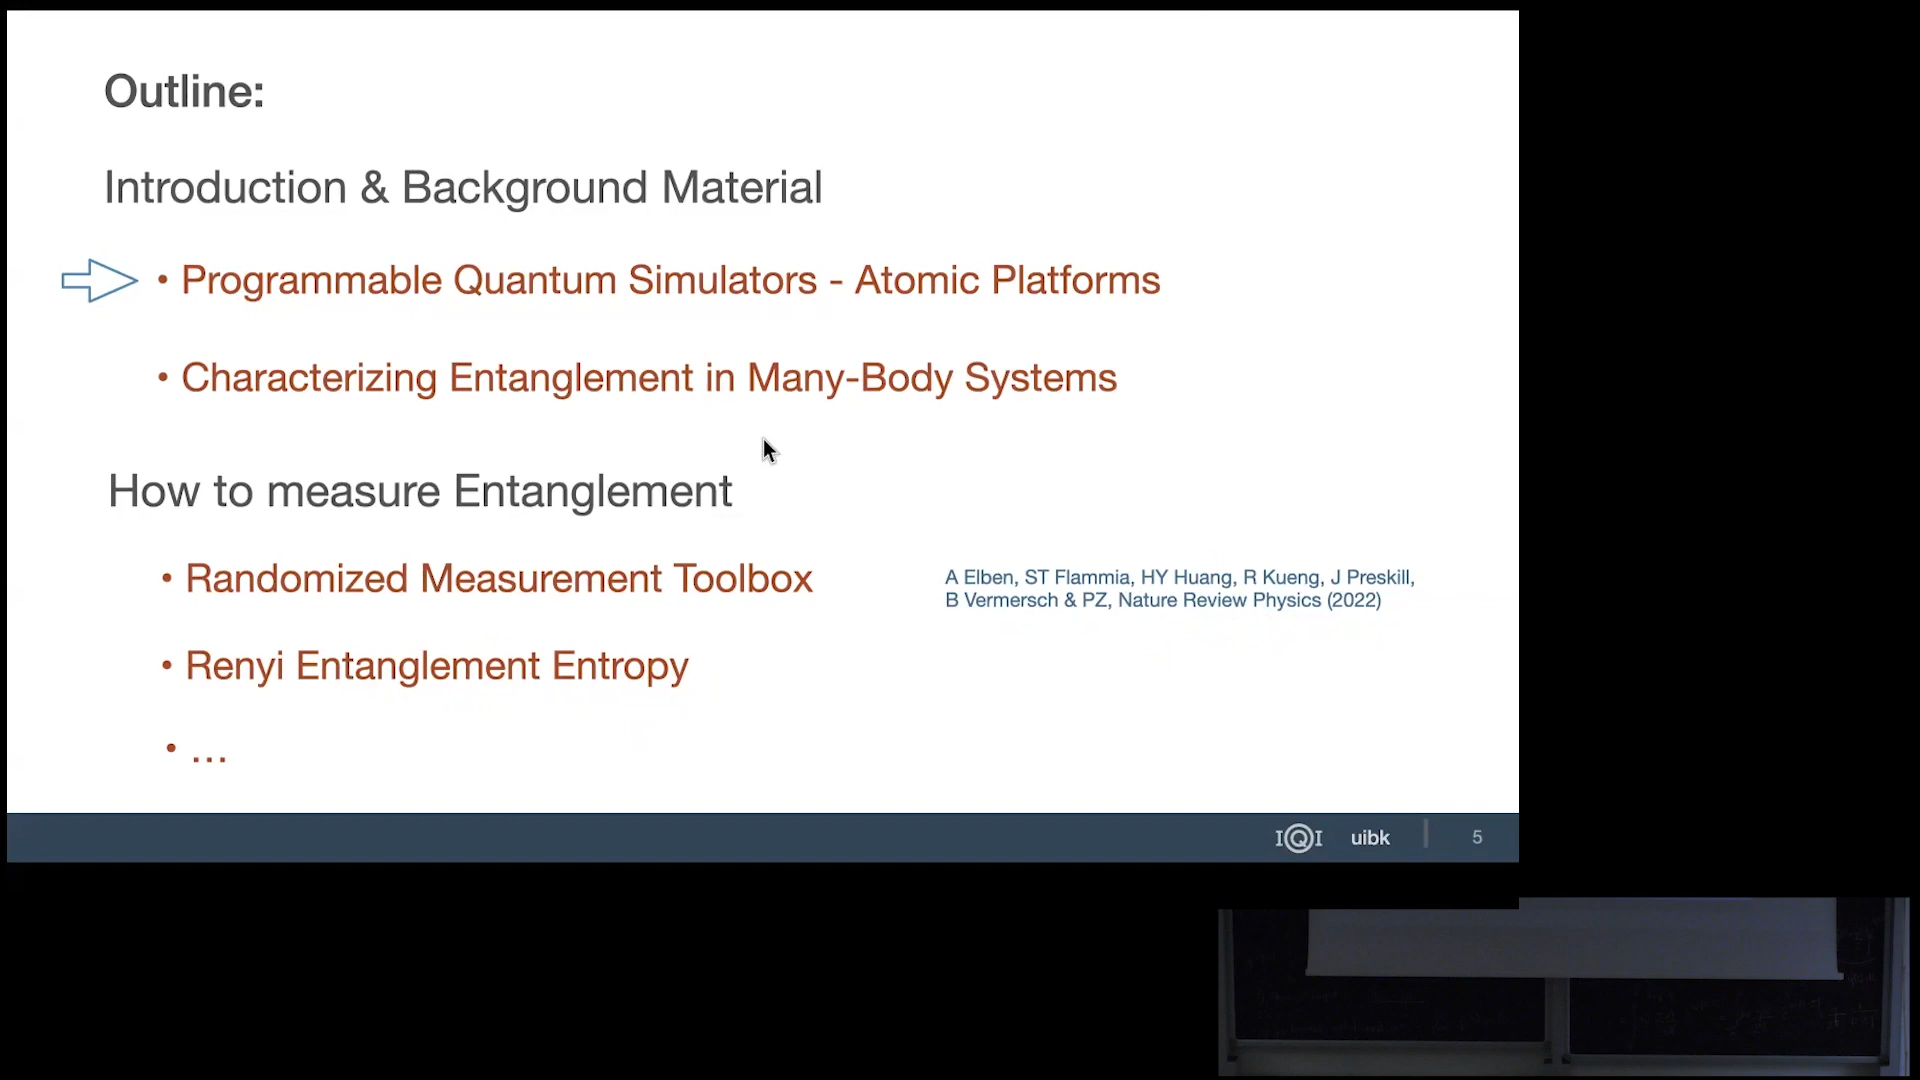 Outline:
Introduction & Background Material
• Programmable Quantum Simulators - Atomic Platforms
• Characterizing Entanglement in Many-Body Systems
How to measure Entanglement
• Randomized Measurement Toolbox
A Elben, ST Flammia, HY Huang, R Kueng, J Preskill,
B Vermersch & PZ, Nature Review Physics (2022)
• Renyi Entanglement Entropy
• ...
IQI uibk | 5